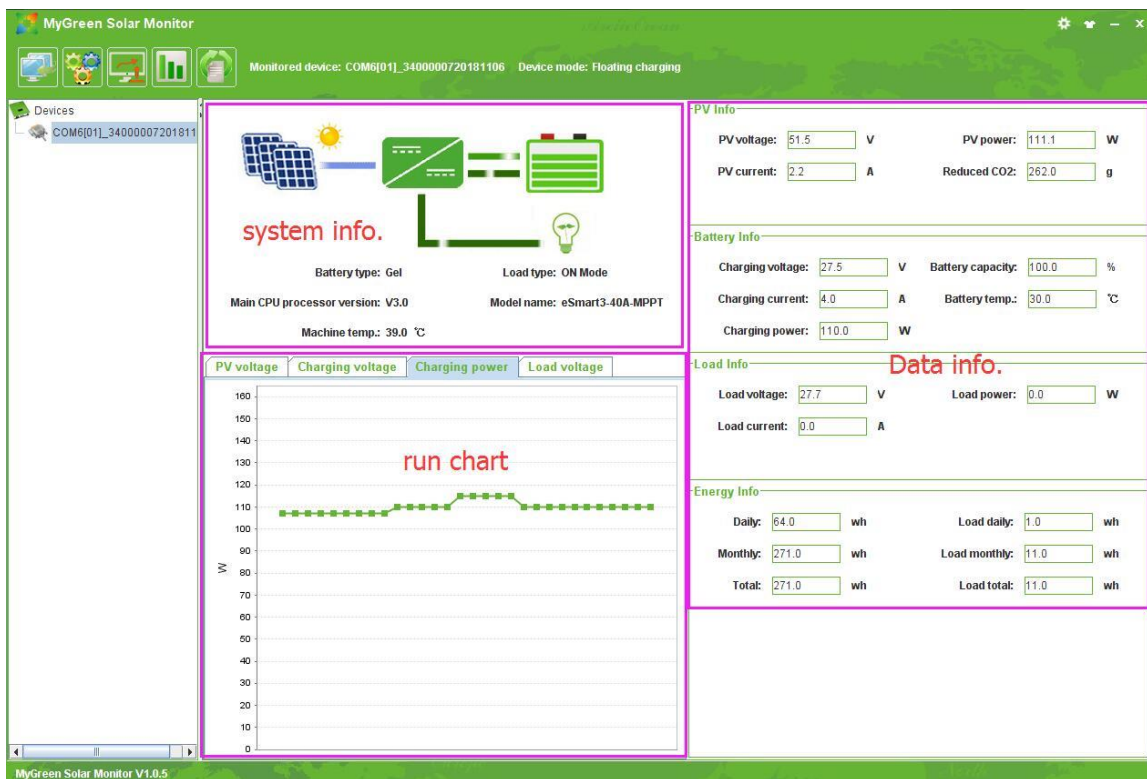 MyGreen Solar Monitor
Monitored device: COM6[01]_3400000720181106 Device mode: Floating charging
Devices
COM6[01]_34000007201811
system info.
Battery type: Gel Load type: ON Mode
Main CPU processor version: V3.0 Model name: eSmart3-40A-MPPT
Machine temp.: 39.0 ℃
PV voltage Charging voltage Charging power Load voltage
160
150
140
130
run chart
120
110
100
90
W
80
70
60
50
40
30
20
10
0
PV Info
PV voltage: 51.5 V PV power: 111.1 W
PV current: 2.2 A Reduced CO2: 262.0 g
Battery Info
Charging voltage: 27.5 V Battery capacity: 100.0 %
Charging current: 4.0 A Battery temp.: 30.0 ℃
Charging power: 110.0 W
Load Info
Data info.
Load voltage: 27.7 V Load power: 0.0 W
Load current: 0.0 A
Energy Info
Daily: 64.0 wh Load daily: 1.0 wh
Monthly: 271.0 wh Load monthly: 11.0 wh
Total: 271.0 wh Load total: 11.0 wh
MyGreen Solar Monitor V1.0.5